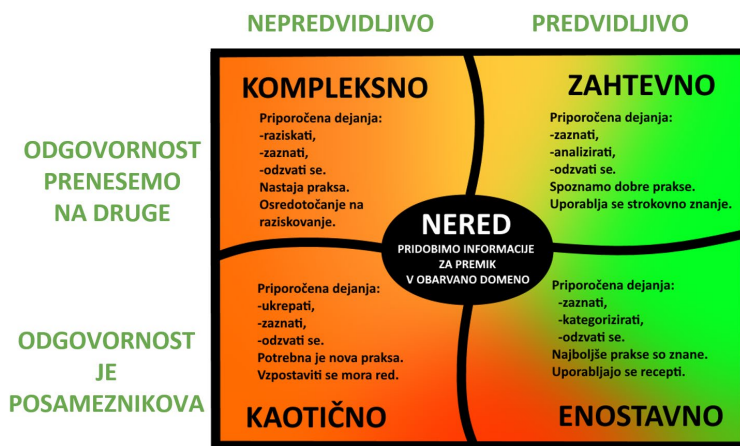 NEPREDVIDLJIVO
PREDVIDLJIVO
ODGOVORNOST
PRENESEMO
NA DRUGE
KOMPLEKSNO
Priporočena dejanja:
-raziskati,
-zaznati,
-odzvati se.
Nastaja praksa.
Osredotočanje na
raziskovanje.
ZAHTEVNO
Priporočena dejanja:
-zaznati,
-analizirati,
-odzvati se.
Spoznamo dobre prakse.
Uporablja se strokovno znanje.
NERED
PRIDOBIMO INFORMACIJE
ZA PREMIK
V OBARVANO DOMENO
ODGOVORNOST
JE
POSAMEZNIKOVA
Priporočena dejanja:
-ukrepati,
-zaznati,
-odzvati se.
Potrebna je nova praksa.
Vzpostaviti se mora red.
KAOTIČNO
Priporočena dejanja:
-zaznati,
-kategorizirati,
-odzvati se.
Najboljše prakse so znane.
Uporabljajo se recepti.
ENOSTAVNO